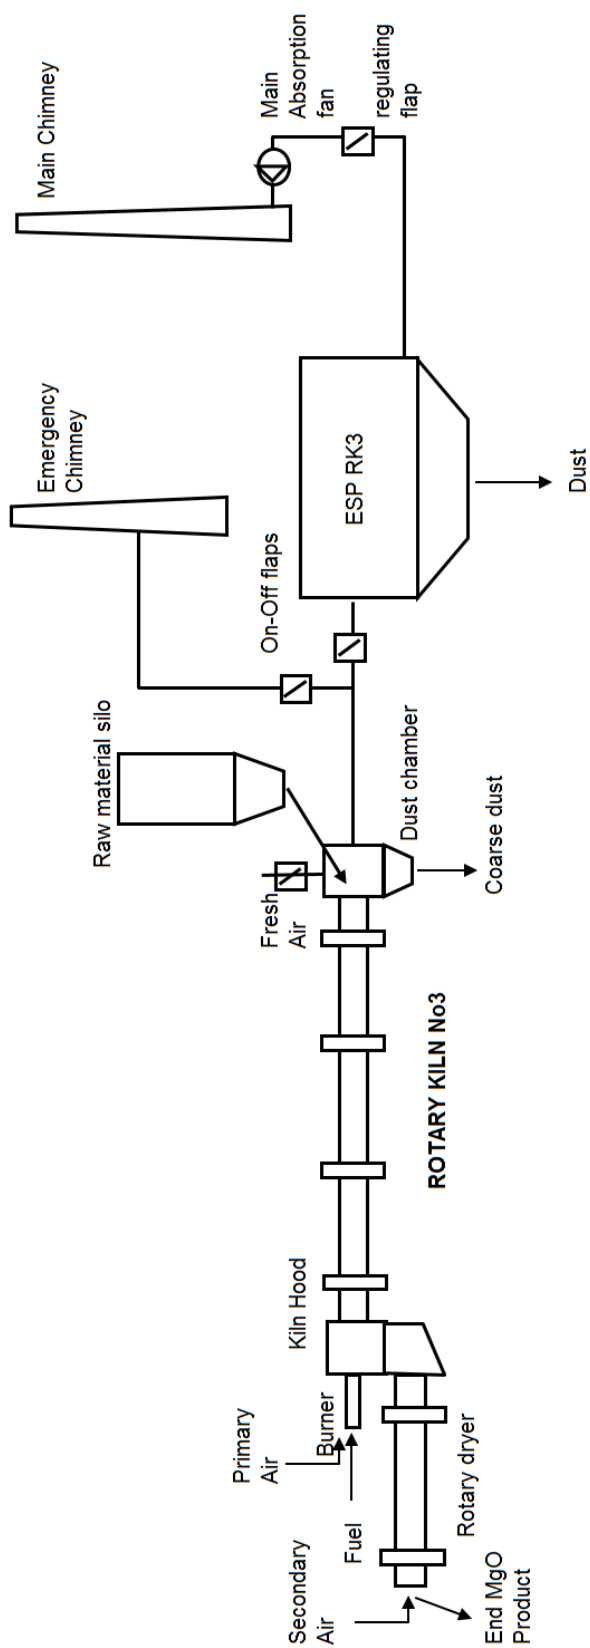 Main Chimney
Main
Absorption
fan
regulating
flap
Emergency
Chimney
On-Off flaps
ESP RK3
Dust
Raw material silo
Dust chamber
Coarse dust
Fresh
Air
ROTARY KILN No3
Kiln Hood
Primary
Air
Burner
Fuel
Secondary
Air
Rotary dryer
End MgO
Product